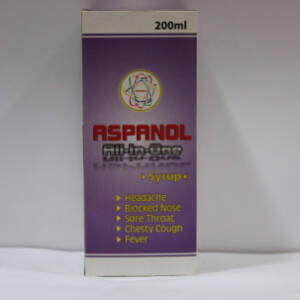 200ml
ASPANOL
All-in-One
Syrup
Headache
Blocked Nose
Sore Throat
Chesty Cough
Fever